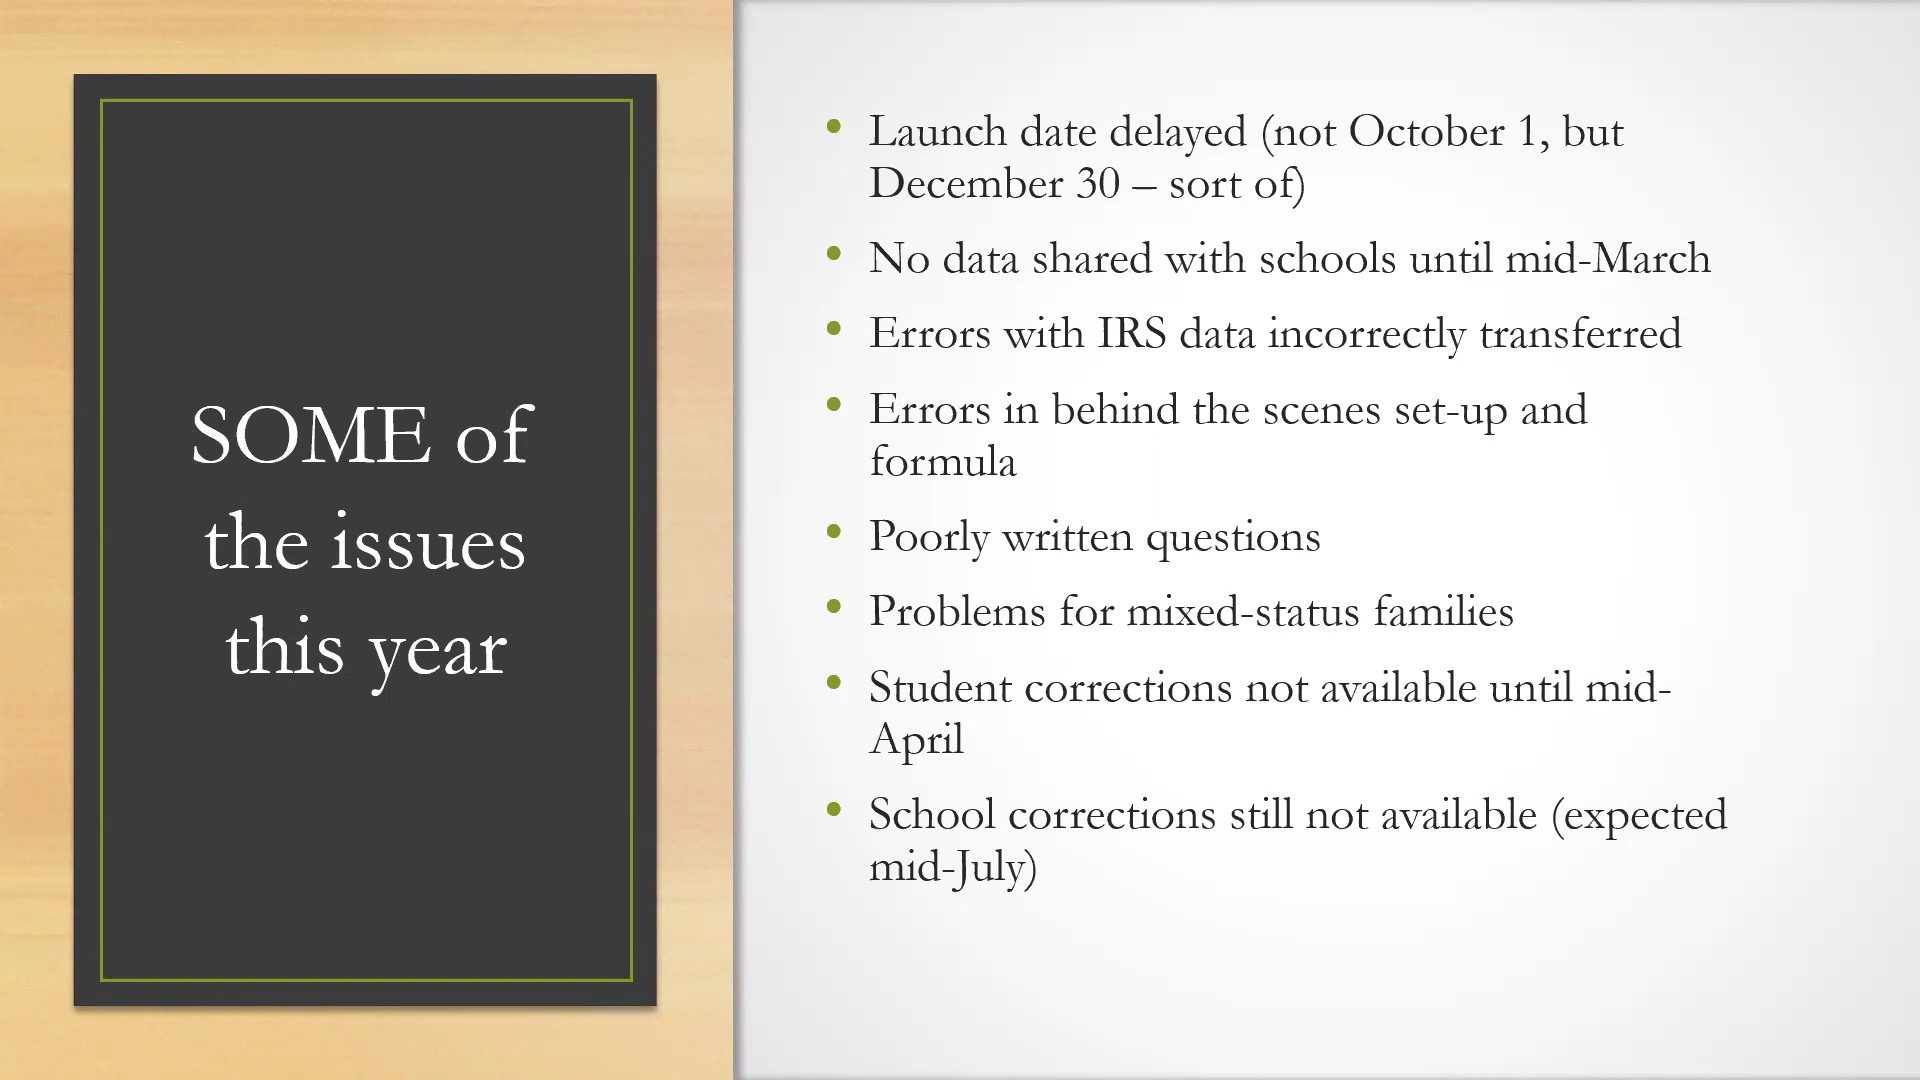 SOME of
the issues
this year
• Launch date delayed (not October 1, but
December 30 – sort of)
• No data shared with schools until mid-March
• Errors with IRS data incorrectly transferred
• Errors in behind the scenes set-up and
formula
• Poorly written questions
• Problems for mixed-status families
• Student corrections not available until mid-
April
• School corrections still not available (expected
mid-July)